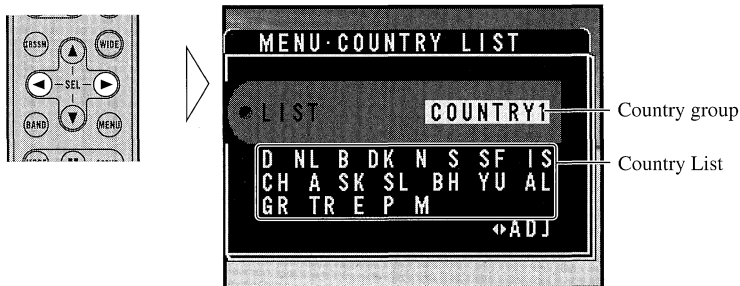 CRSSN
WIDE
SEL
BAND
MENU
MENU·COUNTRY LIST
LIST
COUNTRY1
Country group
D NL B DK N S SF IS
CH A SK SL BH YU AL
GR TR E P M
Country List
ADJ